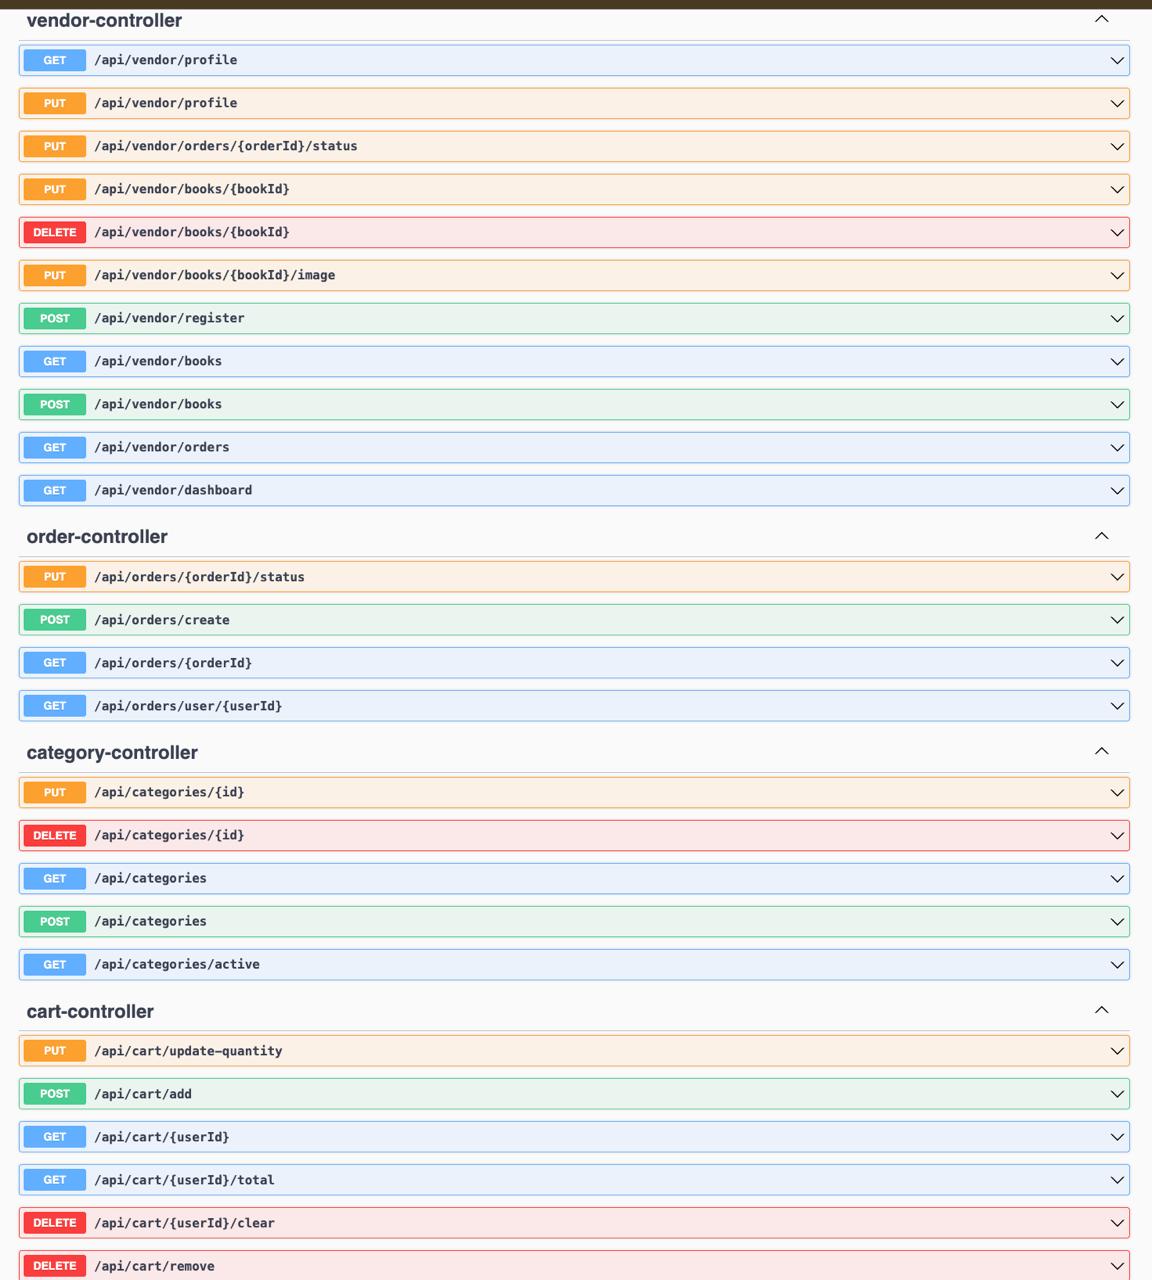 vendor-controller
GET /api/vendor/profile
PUT /api/vendor/profile
PUT /api/vendor/orders/{orderId}/status
PUT /api/vendor/books/{bookId}
DELETE /api/vendor/books/{bookId}
PUT /api/vendor/books/{bookId}/image
POST /api/vendor/register
GET /api/vendor/books
POST /api/vendor/books
GET /api/vendor/orders
GET /api/vendor/dashboard
order-controller
PUT /api/orders/{orderId}/status
POST /api/orders/create
GET /api/orders/{orderId}
GET /api/orders/user/{userId}
category-controller
PUT /api/categories/{id}
DELETE /api/categories/{id}
GET /api/categories
POST /api/categories
GET /api/categories/active
cart-controller
PUT /api/cart/update-quantity
POST /api/cart/add
GET /api/cart/{userId}
GET /api/cart/{userId}/total
DELETE /api/cart/{userId}/clear
DELETE /api/cart/remove